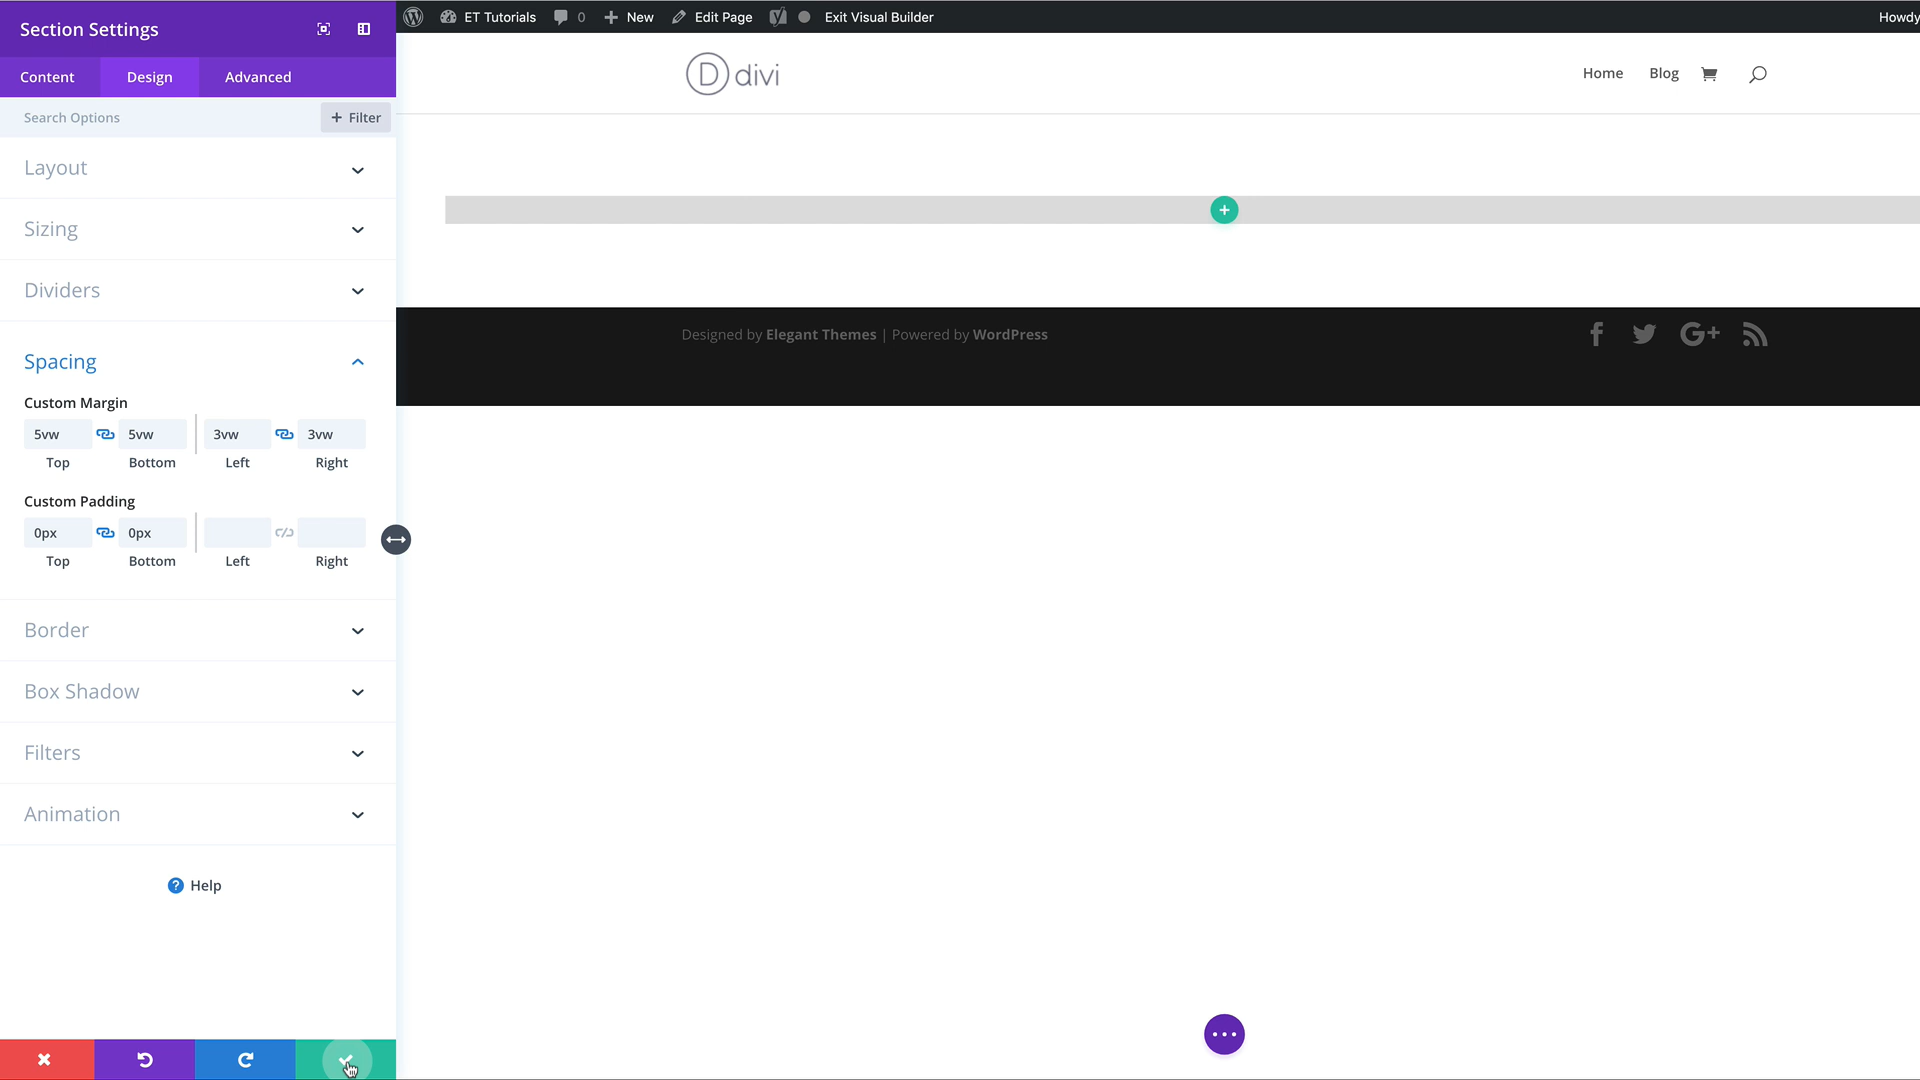 Section Settings
Content Design Advanced
Search Options + Filter
Layout
Sizing
Dividers
Spacing
Custom Margin
5vw 5vw 3vw 3vw
Top Bottom Left Right
Custom Padding
0px 0px
Top Bottom Left Right
Border
Box Shadow
Filters
Animation
? Help
ET Tutorials 0 + New Edit Page Exit Visual Builder Howdy
D divi
Home Blog
+
Designed by Elegant Themes | Powered by WordPress
G+